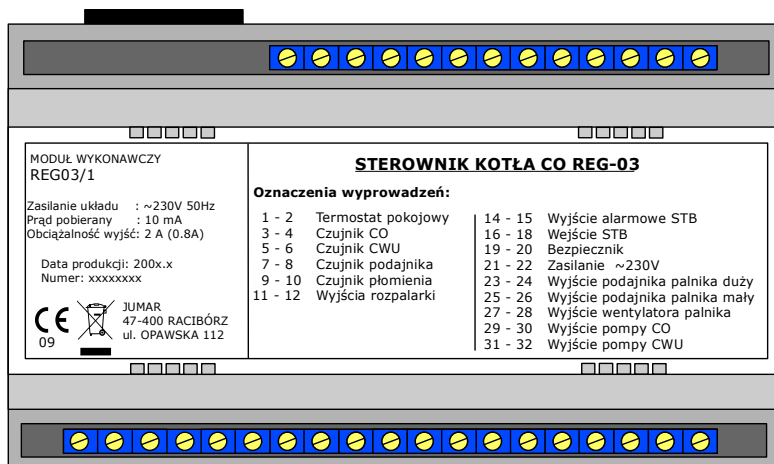 MODUŁ WYKONAWCZY
REG03/1
Zasilanie układu : ~230V 50Hz
Prąd pobierany : 10 mA
Obciążalność wyjść: 2 A (0.8A)
Data produkcji: 200x.x
Numer: xxxxxxxx
CE
09
JUMAR
47-400 RACIBÓRZ
ul. OPAWSKA 112
STEROWNIK KOTŁA CO REG-03
Oznaczenia wyprowadzeń:
1 - 2 Termostat pokojowy
3 - 4 Czujnik CO
5 - 6 Czujnik CWU
7 - 8 Czujnik podajnika
9 - 10 Czujnik płomienia
11 - 12 Wyjścia rozpalarki
14 - 15 Wyjście alarmowe STB
16 - 18 Wejście STB
19 - 20 Bezpiecznik
21 - 22 Zasilanie ~230V
23 - 24 Wyjście podajnika palnika duży
25 - 26 Wyjście podajnika palnika mały
27 - 28 Wyjście wentylatora palnika
29 - 30 Wyjście pompy CO
31 - 32 Wyjście pompy CWU